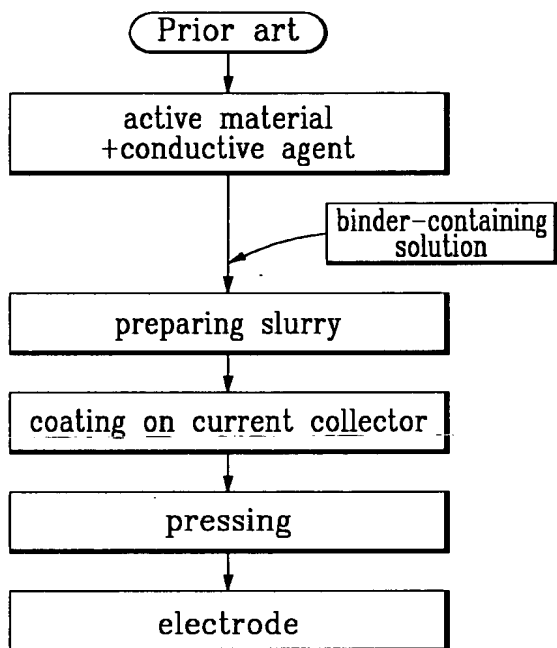 Prior art
active material
+conductive agent
binder-containing
solution
preparing slurry
coating on current collector
pressing
electrode